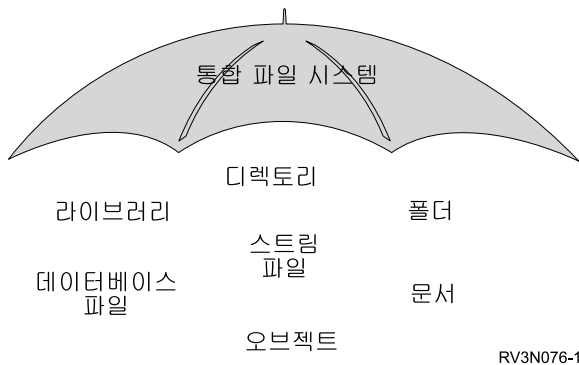 통합 파일 시스템
디렉토리
라이브러리
폴더
스트림
파일
데이터베이스
파일
문서
오브젝트
RV3N076-1